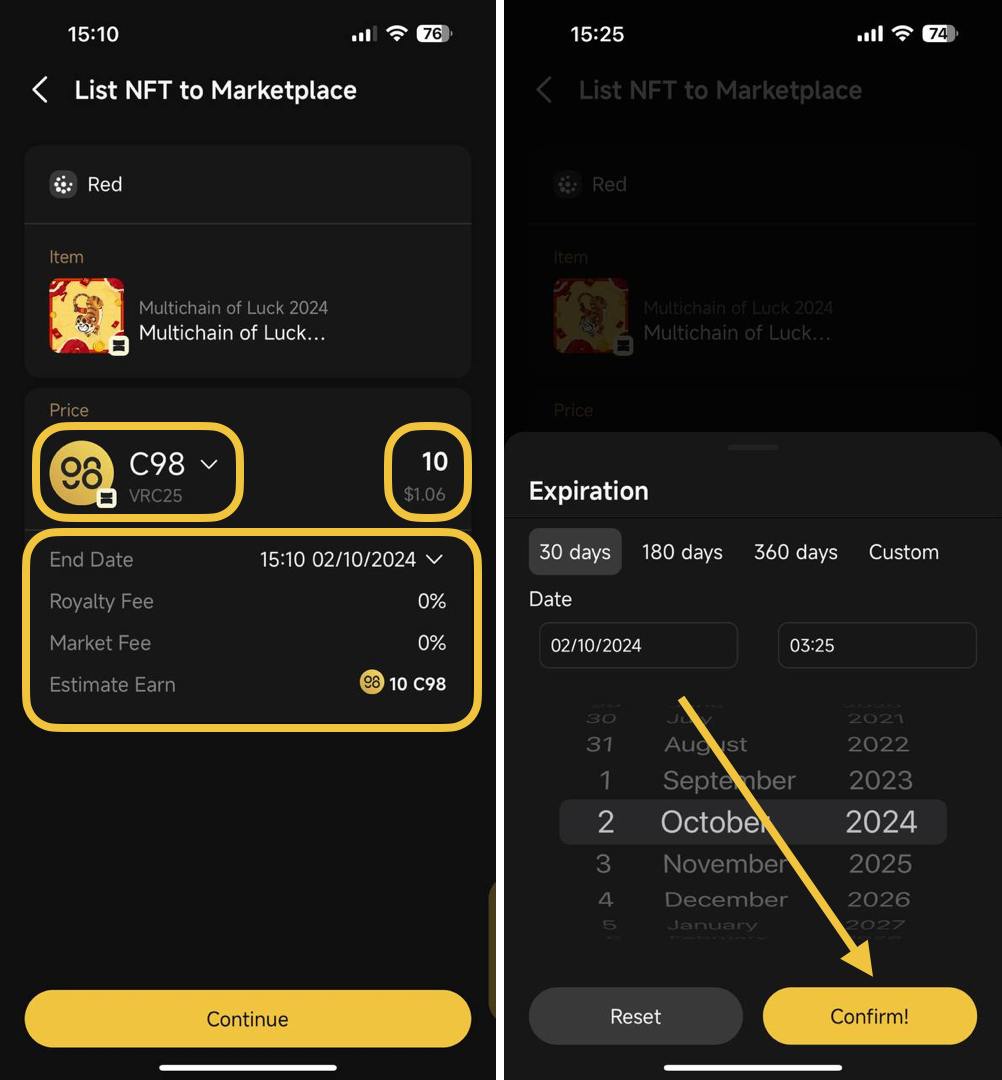 15:10
76
List NFT to Marketplace
Red
Item
Multichain of Luck 2024
Multichain of Luck...
Price
C98
VRC25
10
$1.06
End Date 15:10 02/10/2024
Royalty Fee 0%
Market Fee 0%
Estimate Earn 10 C98
Continue
15:25
74
List NFT to Marketplace
Red
Item
Multichain of Luck 2024
Multichain of Luck...
Price
Expiration
30 days 180 days 360 days Custom
Date
02/10/2024 03:25
30 July 2021
31 August 2022
1 September 2023
2 October 2024
3 November 2025
4 December 2026
5 January 2027
Reset Confirm!